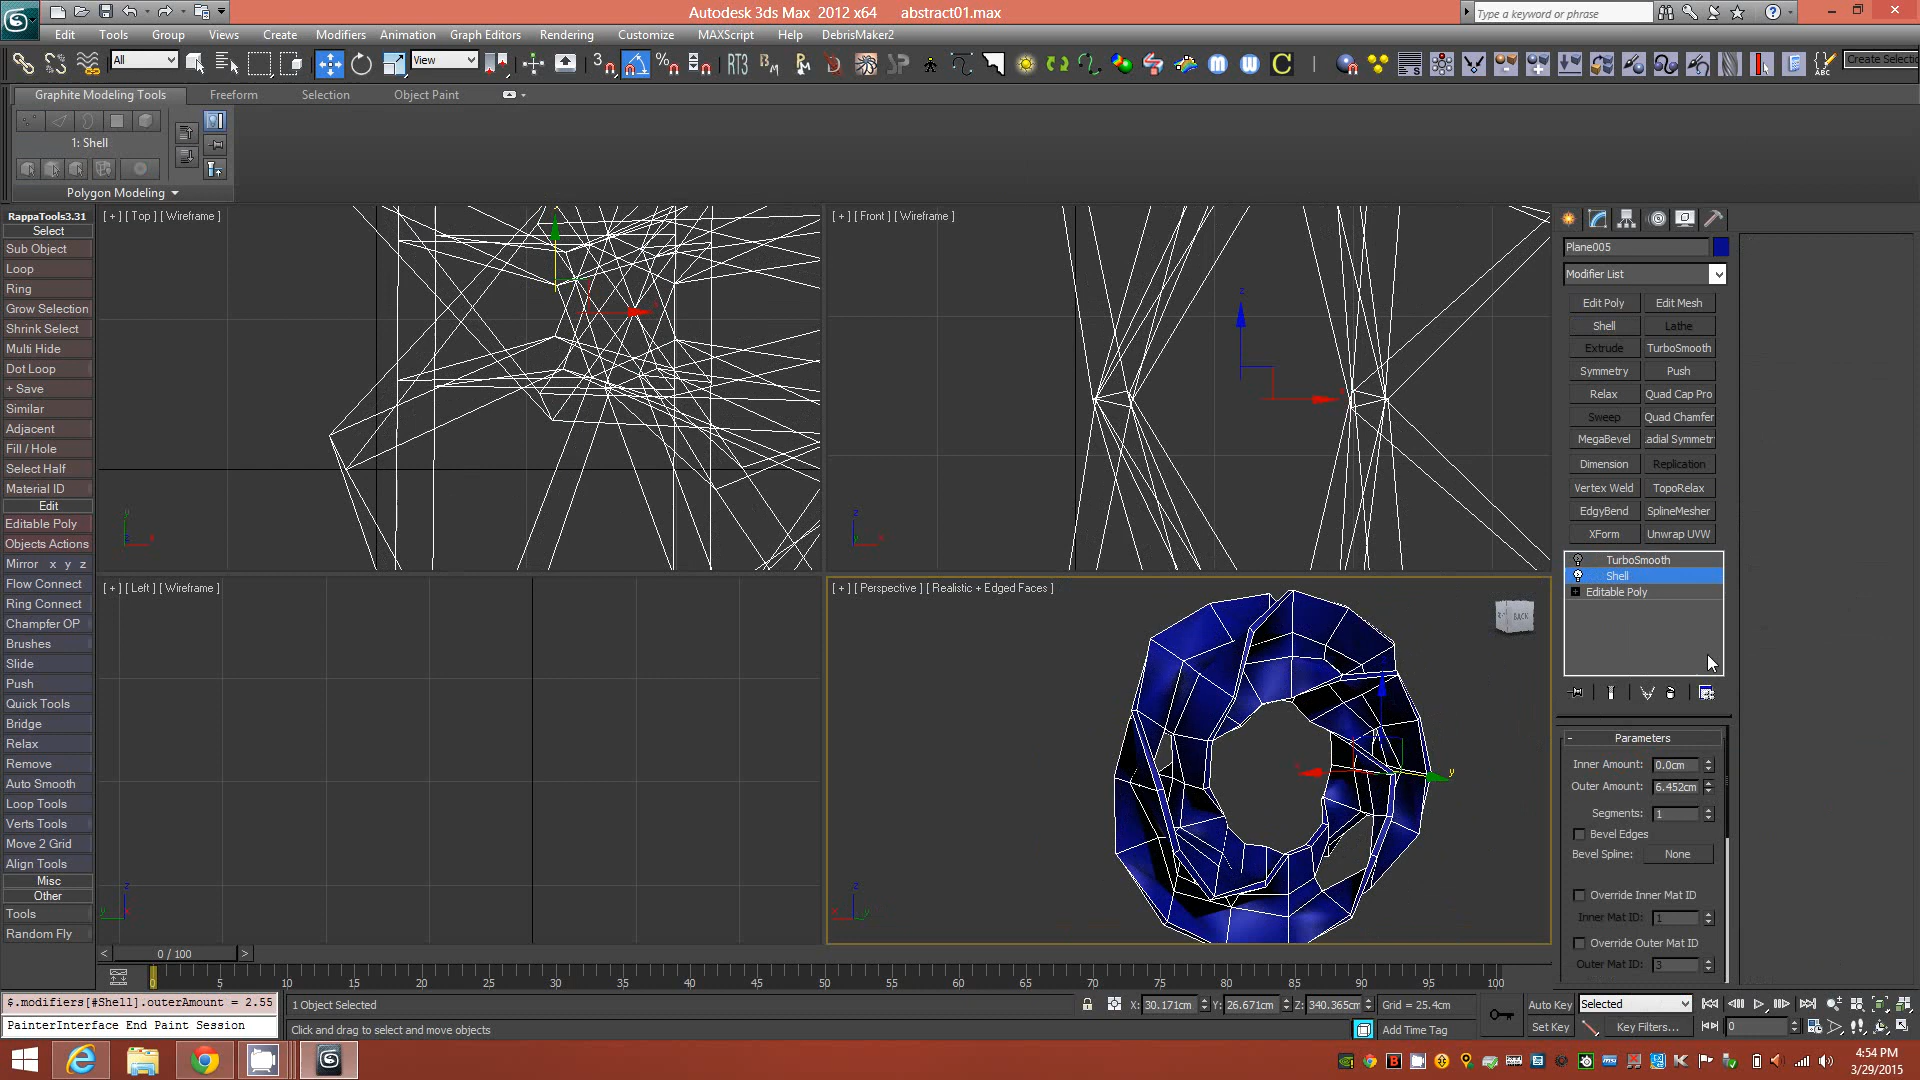 Autodesk 3ds Max 2012 x64 abstract01.max
Type a keyword or phrase
Edit Tools Group Views Create Modifiers Animation Graph Editors Rendering Customize MAXScript Help DebrisMaker2
All View RT3 Create Selectio
Graphite Modeling Tools Freeform Selection Object Paint
1: Shell
Polygon Modeling
RappaTools3.31
Select
Sub Object
Loop
Ring
Grow Selection
Shrink Select
Multi Hide
Dot Loop
+ Save
Similar
Adjacent
Fill / Hole
Select Half
Material ID
Edit
Editable Poly
Objects Actions
Mirror x y z
Flow Connect
Ring Connect
Champfer OP
Brushes
Slide
Push
Quick Tools
Bridge
Relax
Remove
Auto Smooth
Loop Tools
Verts Tools
Move 2 Grid
Align Tools
Misc
Other
Tools
Random Fly
[ + ] [ Top ] [ Wireframe ]
[ + ] [ Front ] [ Wireframe ]
[ + ] [ Left ] [ Wireframe ]
[ + ] [ Perspective ] [ Realistic + Edged Faces ]
BACK
Plane005
Modifier List
Edit Poly Edit Mesh
Shell Lathe
Extrude TurboSmooth
Symmetry Push
Relax Quad Cap Pro
Sweep Quad Chamfer
MegaBevel adial Symmetr
Dimension Replication
Vertex Weld TopoRelax
EdgyBend SplineMesher
XForm Unwrap UVW
TurboSmooth
Shell
Editable Poly
- Parameters
Inner Amount: 0.0cm
Outer Amount: 6.452cm
Segments: 1
Bevel Edges
Bevel Spline: None
Override Inner Mat ID
Inner Mat ID: 1
Override Outer Mat ID
Outer Mat ID: 3
< 0 / 100 >
0 5 10 15 20 25 30 35 40 45 50 55 60 65 70 75 80 85 90 95 100
$.modifiers[#Shell].outerAmount = 2.55
PainterInterface End Paint Session
1 Object Selected
Click and drag to select and move objects
X: 30.171cm Y: 26.671cm Z: 340.365cm Grid = 25.4cm
Add Time Tag
Auto Key Selected
Set Key Key Filters... 0
4:54 PM
3/29/2015